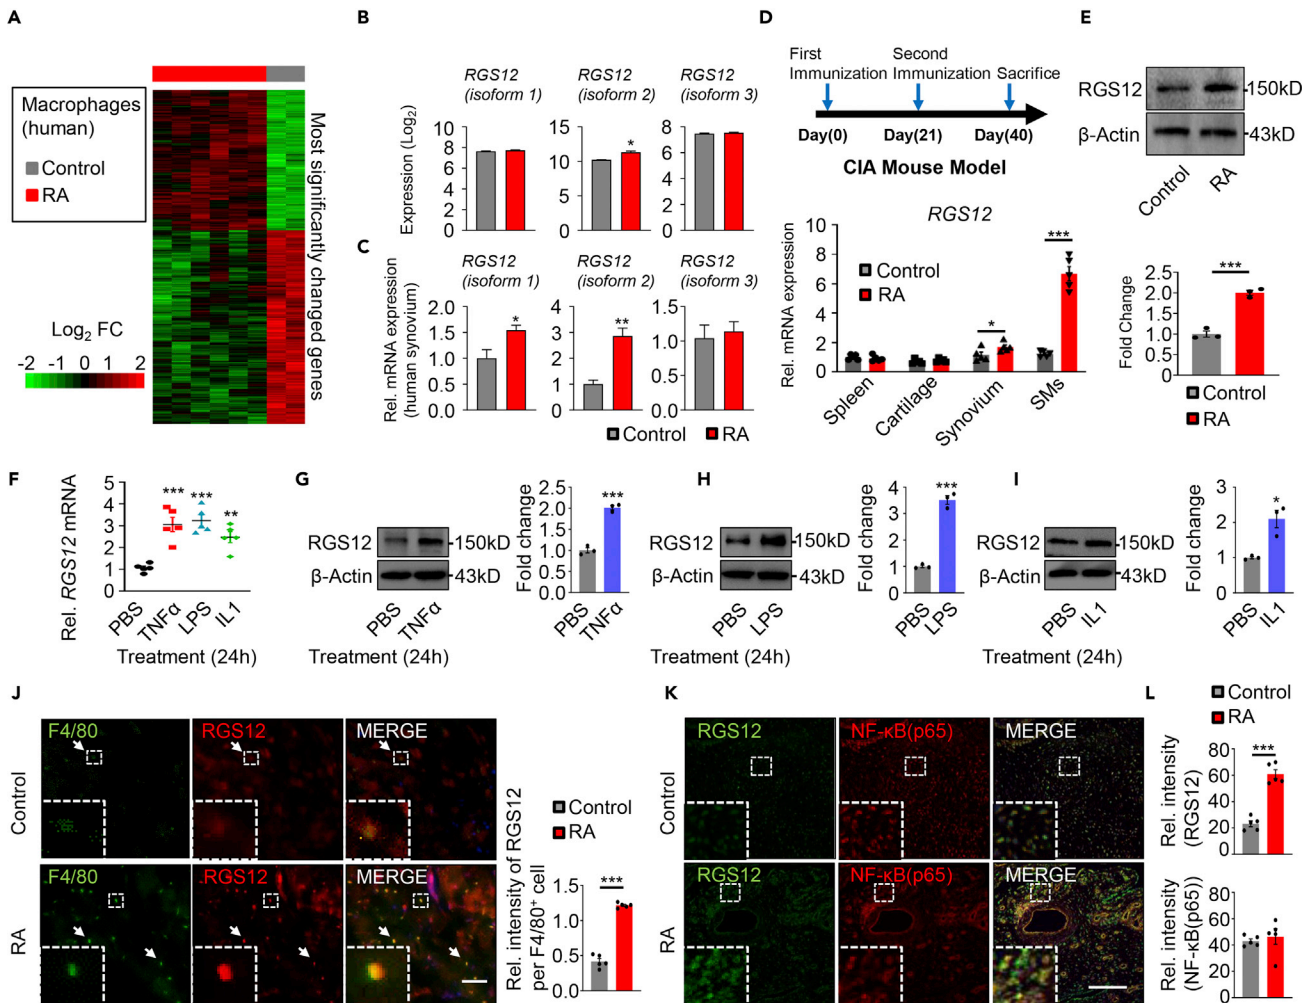 A
Macrophages
(human)
Control
RA
Log2 FC
-2 -1 0 1 2
Most significantly changed genes
B
Expression (Log2)
RGS12
(isoform 1)
10
8
6
4
2
0
RGS12
(isoform 2)
15
10
5
0
*
RGS12
(isoform 3)
8
6
4
2
0
C
Rel. mRNA expression
(human synovium)
RGS12
(isoform 1)
2.0
1.5
1.0
0.5
0.0
*
RGS12
(isoform 2)
4
3
2
1
0
**
RGS12
(isoform 3)
1.5
1.0
0.5
0.0
Control RA
D
First
Immunization
Second
Immunization
Sacrifice
Day(0) Day(21) Day(40)
CIA Mouse Model
RGS12
Rel. mRNA expression
10
8
6
4
2
0
Control
RA
*
***
Spleen
Cartilage
Synovium
SMs
E
RGS12
-150kD
β-Actin
-43kD
Control
RA
Fold Change
2.5
2.0
1.5
1.0
0.5
0
***
Control
RA
F
Rel. RGS12 mRNA
5
4
3
2
1
0
***
***
**
PBS
TNFα
LPS
IL1
Treatment (24h)
G
RGS12
-150kD
β-Actin
-43kD
PBS
TNFα
Treatment (24h)
Fold change
2.5
2.0
1.5
1.0
0.5
0.0
***
PBS
TNFα
H
RGS12
-150kD
β-Actin
-43kD
PBS
LPS
Treatment (24h)
Fold change
4
3
2
1
0
***
PBS
LPS
I
RGS12
-150kD
β-Actin
-43kD
PBS
IL1
Treatment (24h)
Fold change
3
2
1
0
*
PBS
IL1
J
Control
F4/80
RGS12
MERGE
RA
F4/80
RGS12
MERGE
Rel. intensity of RGS12
per F4/80+ cell
Control
RA
1.5
1.0
0.5
0.0
***
K
Control
RGS12
NF-κB(p65)
MERGE
RA
RGS12
NF-κB(p65)
MERGE
L
Control
RA
Rel. intensity
(RGS12)
80
60
40
20
0
***
Rel. intensity
(NF-κB(p65))
80
60
40
20
0